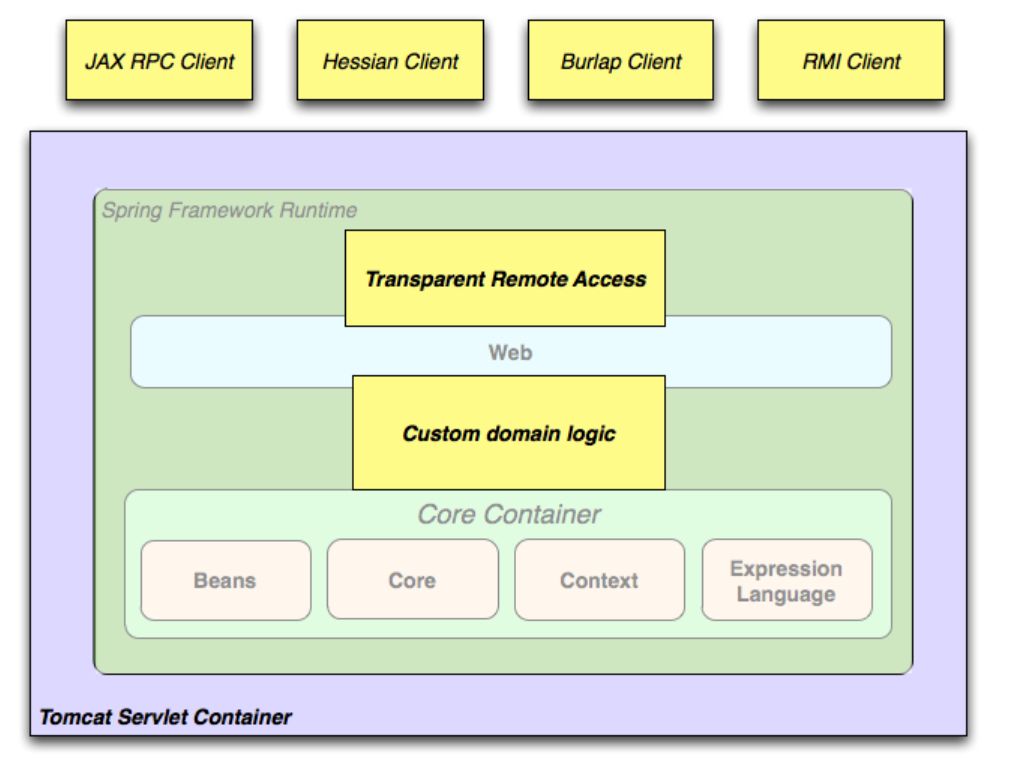 JAX RPC Client
Hessian Client
Burlap Client
RMI Client
Spring Framework Runtime
Transparent Remote Access
Web
Custom domain logic
Core Container
Beans
Core
Context
Expression
Language
Tomcat Servlet Container